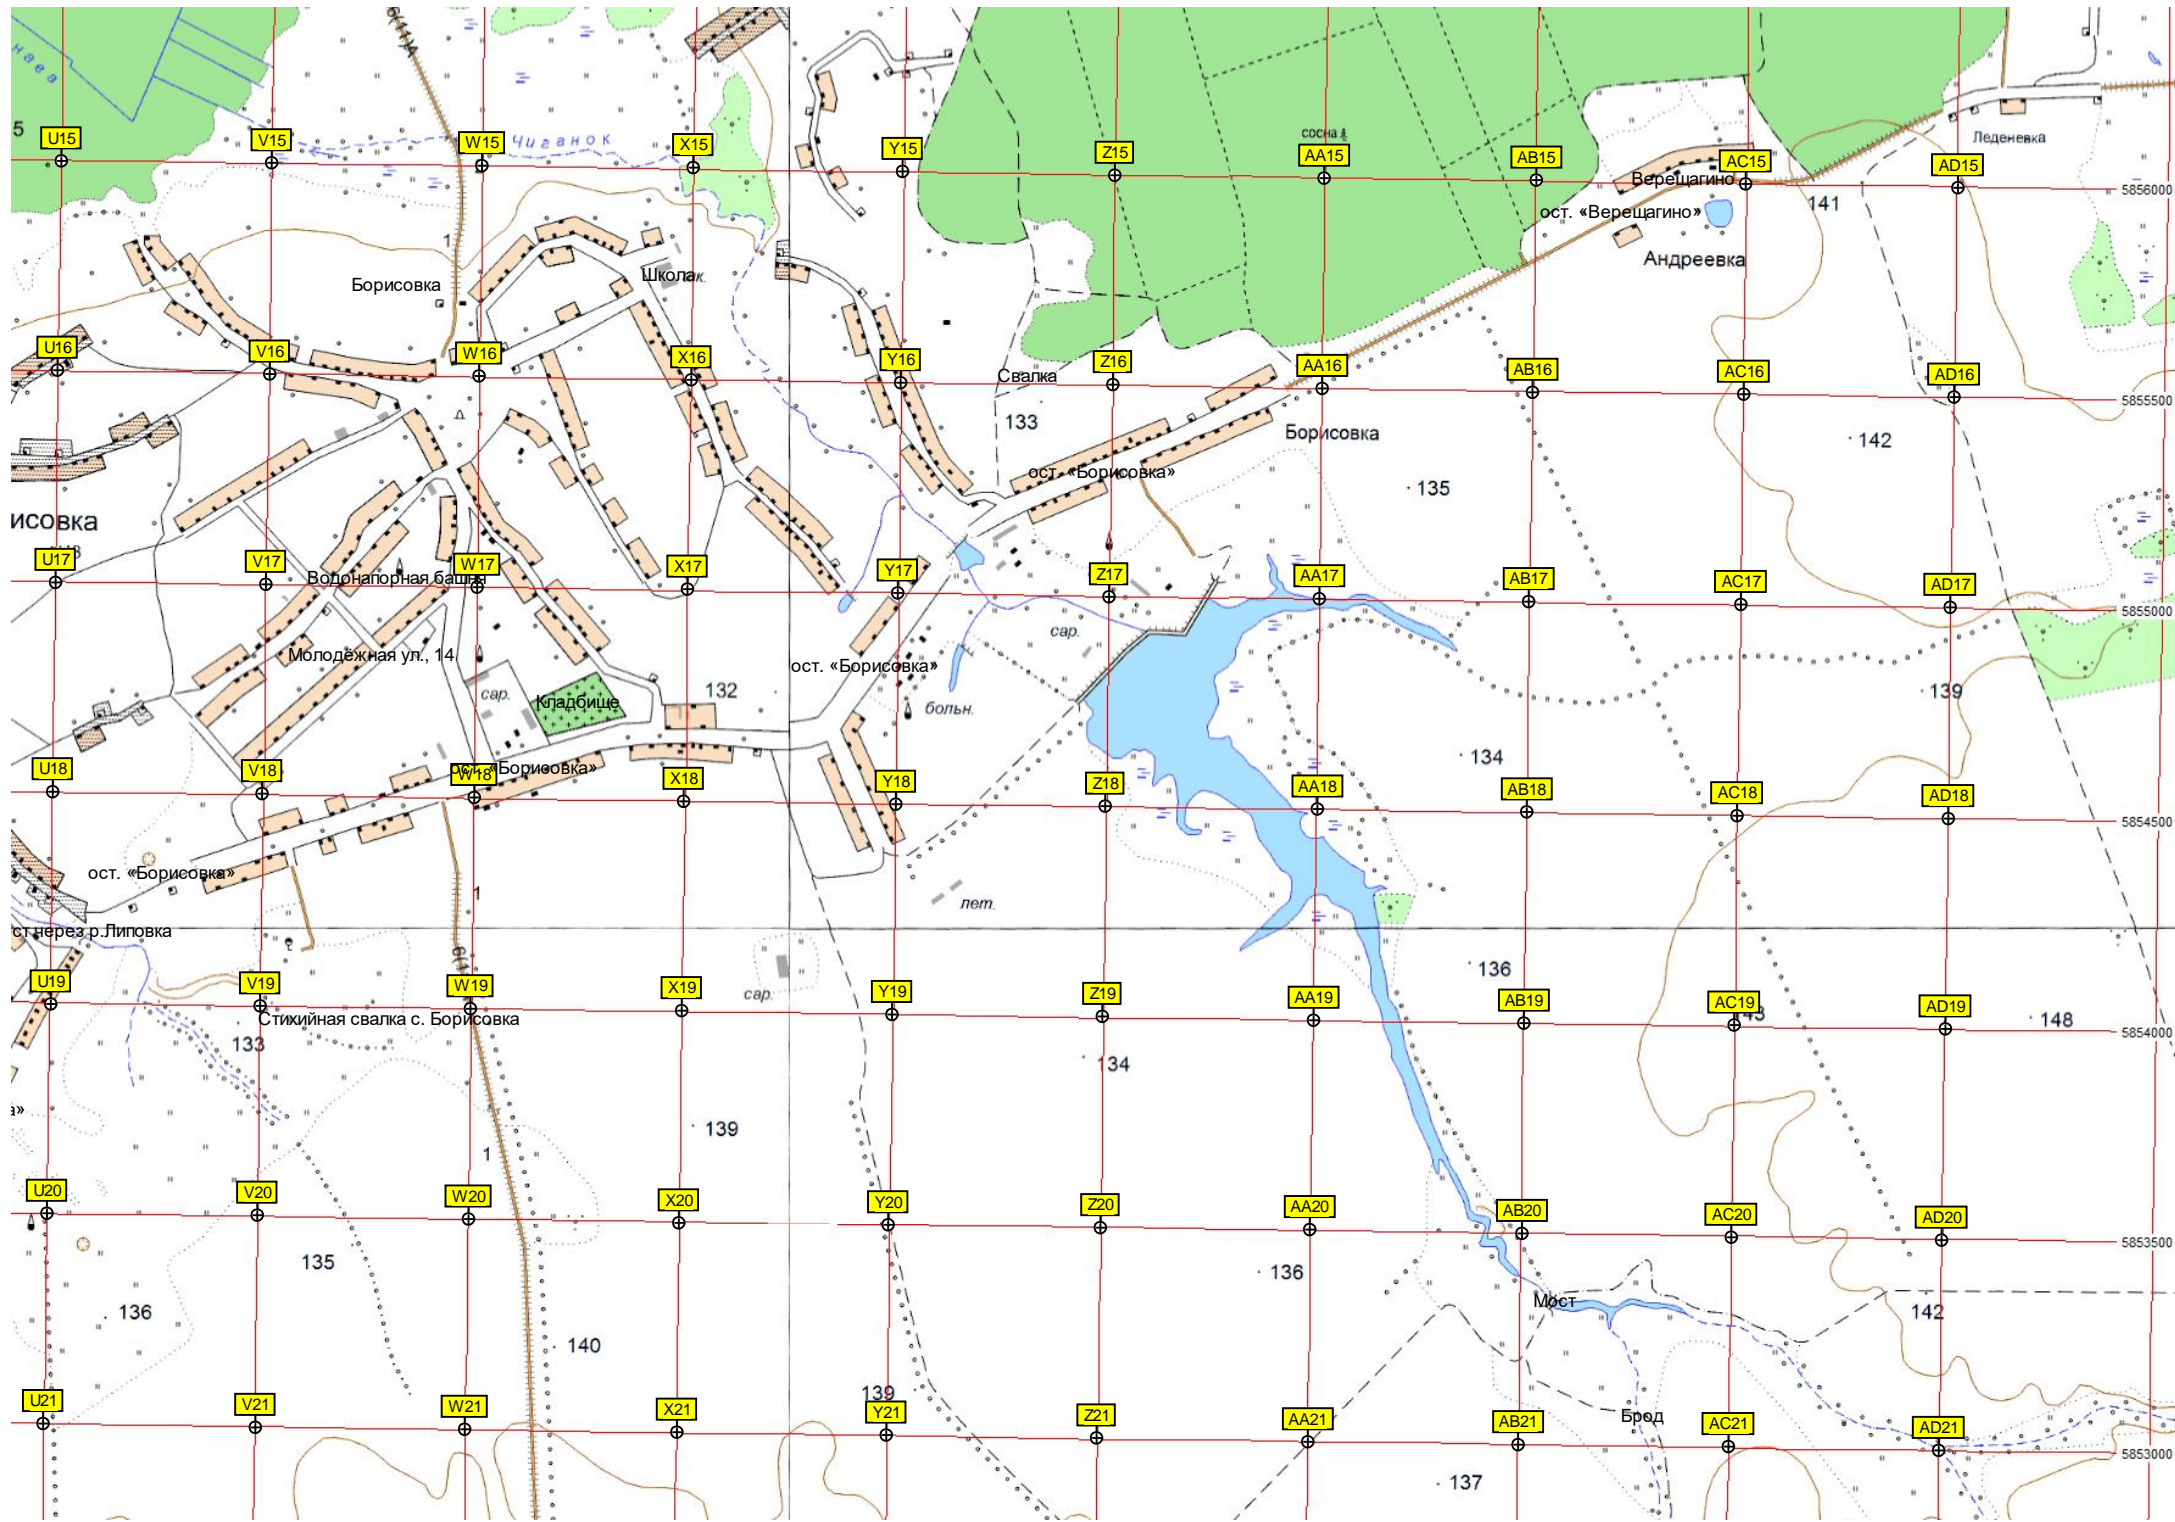 наева
б(11)А
5
U15
V15
W15
Чиганок
X15
Y15
Z15
сосна
AA15
AB15
Верещагино
AC15
AD15
Леденевка
5856000
ост. «Верещагино»
141
Андреевка
1
Борисовка
Школа
U16
V16
W16
X16
Y16
Свалка
Z16
AA16
AB16
AC16
AD16
5855500
133
Борисовка
142
ост. «Борисовка»
135
исовка
U17
V17
Водонапорная башня
W17
X17
Y17
Z17
AA17
AB17
AC17
AD17
5855000
сар.
Молодёжная ул., 14
ост. «Борисовка»
сар.
Кладбище
132
больн.
139
134
U18
V18
W18
ост. «Борисовка»
X18
Y18
Z18
AA18
AB18
AC18
AD18
5854500
ост. «Борисовка»
1
лет.
ст через р.Липовка
136
U19
V19
W19
X19
сар.
Y19
Z19
AA19
AB19
AC19
AD19
148
5854000
Стихийная свалка с. Борисовка
133
134
а»
139
1
U20
V20
W20
X20
Y20
Z20
AA20
AB20
AC20
AD20
5853500
135
136
136
Мост
142
140
139
U21
V21
W21
X21
Y21
Z21
AA21
AB21
Брод
AC21
AD21
5853000
137